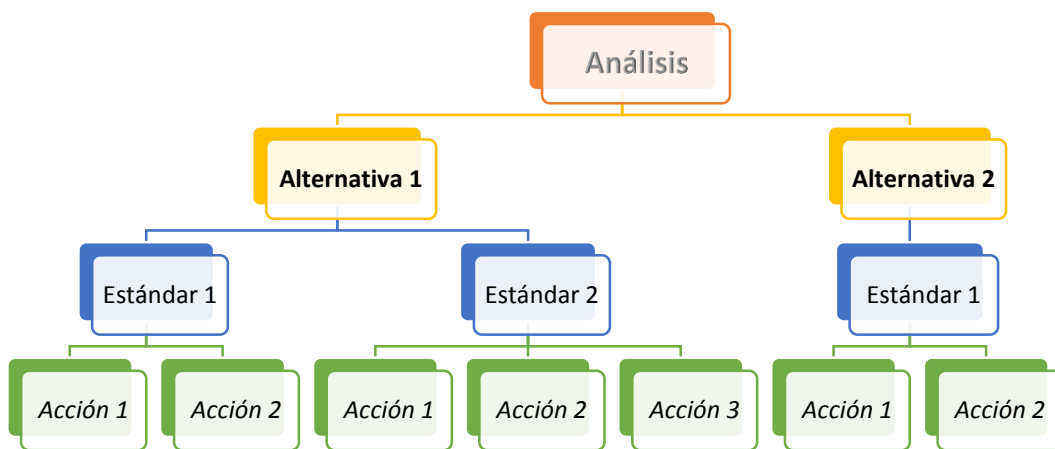 Análisis
Alternativa 1
Alternativa 2
Estándar 1
Estándar 2
Estándar 1
Acción 1
Acción 2
Acción 1
Acción 2
Acción 3
Acción 1
Acción 2